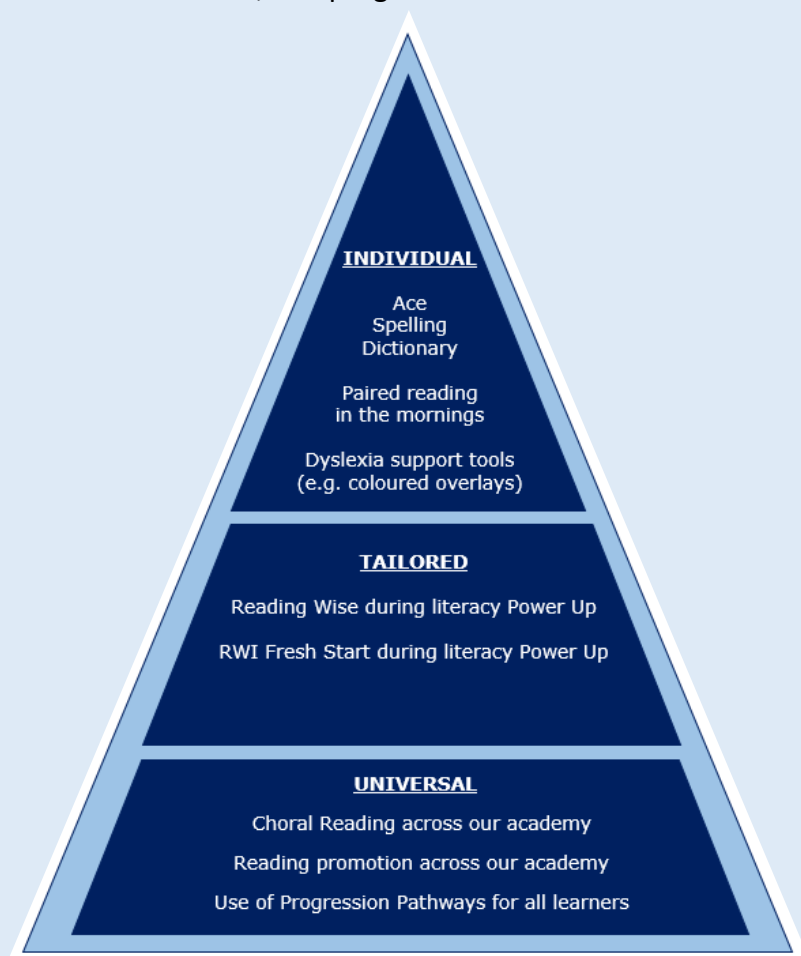 INDIVIDUAL
Ace
Spelling
Dictionary
Paired reading
in the mornings
Dyslexia support tools
(e.g. coloured overlays)
TAILORED
Reading Wise during literacy Power Up
RWI Fresh Start during literacy Power Up
UNIVERSAL
Choral Reading across our academy
Reading promotion across our academy
Use of Progression Pathways for all learners